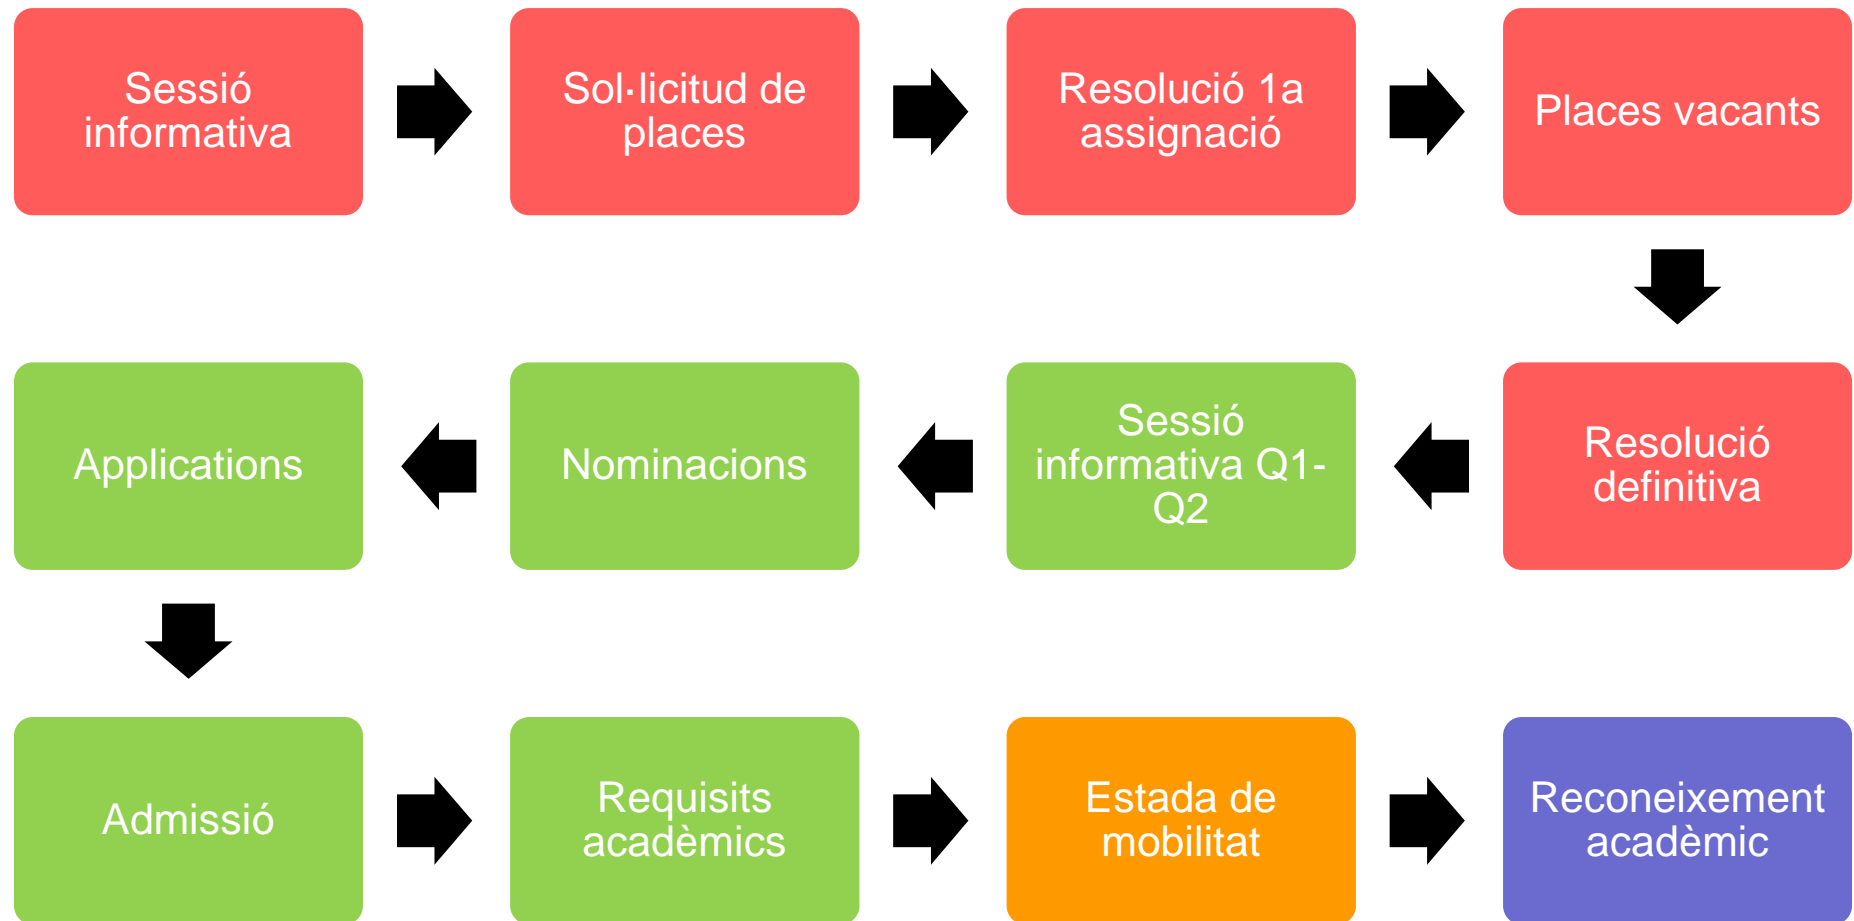 Sessió
informativa
Sol·licitud de
places
Resolució 1a
assignació
Places vacants
Resolució
definitiva
Sessió
informativa Q1-
Q2
Nominacions
Applications
Admissió
Requisits
acadèmics
Estada de
mobilitat
Reconeixement
acadèmic